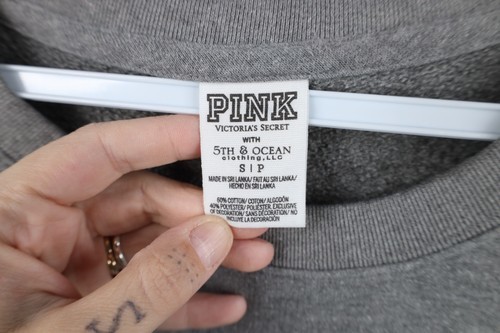 PINK
VICTORIA'S SECRET
WITH
5TH & OCEAN
clothing, LLC
S | P
MADE IN SRI LANKA/ FAIT AU SRI LANKA/
HECHO EN SRI LANKA
60% COTTON/ COTON/ ALGODÓN
40% POLYESTER/ POLIÉSTER, EXCLUSIVE
OF DECORATION/ SANS DÉCORATION/ NO
INCLUYE LA DECORACIÓN